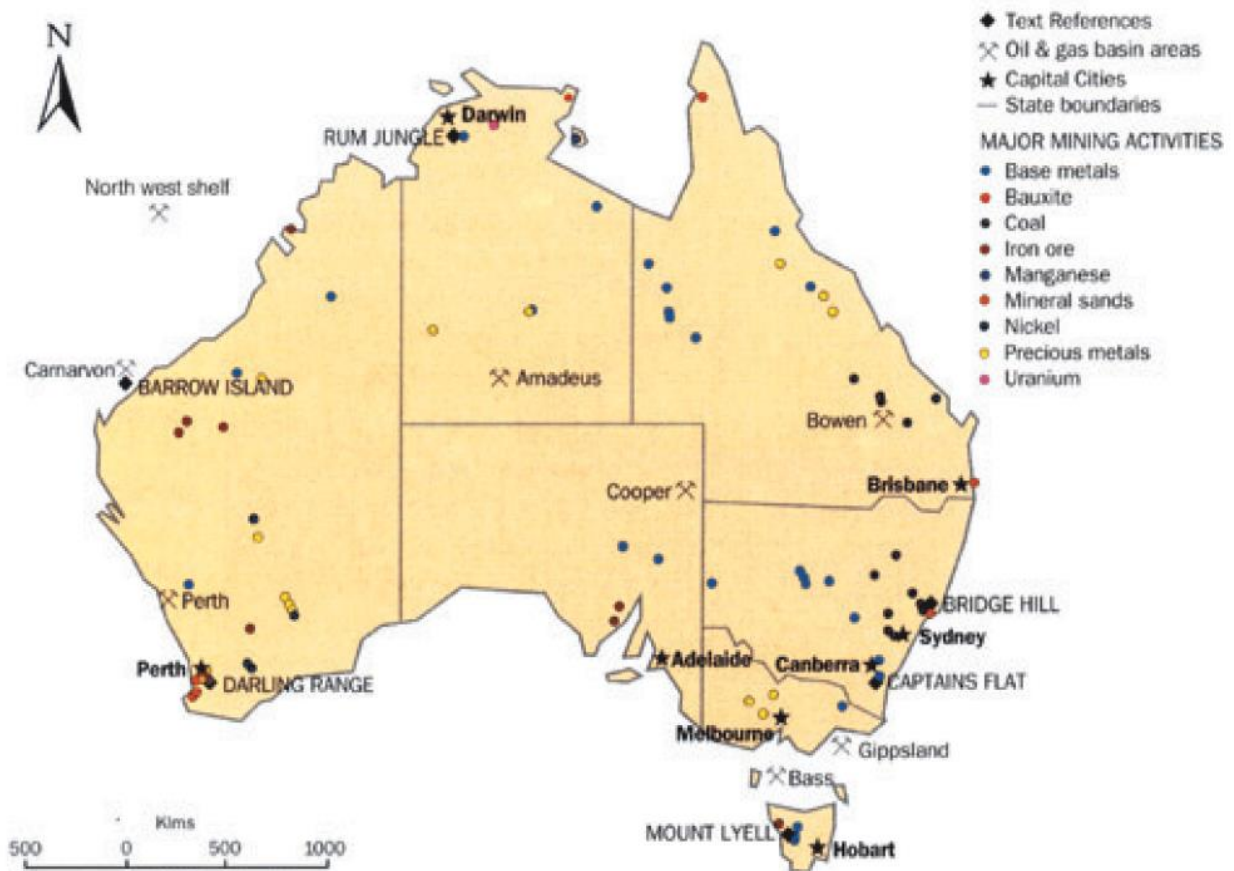 N
Text References
Oil & gas basin areas
Capital Cities
State boundaries
MAJOR MINING ACTIVITIES
Base metals
Bauxite
Coal
Iron ore
Manganese
Mineral sands
Nickel
Precious metals
Uranium
Darwin
RUM JUNGLE
North west shelf
Carnarvon
BARROW ISLAND
Amadeus
Bowen
Brisbane
Cooper
Perth
BRIDGE HILL
Sydney
Perth
DARLING RANGE
Adelaide
Canberra
CAPTAINS FLAT
Melbourne
Gippsland
Bass
MOUNT LYELL
Hobart
Klms
500 0 500 1000